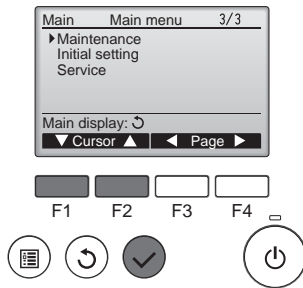 Main Main menu 3/3
▶Maintenance
Initial setting
Service
Main display: ↺
▼ Cursor ▲ ◀ Page ▶
F1 F2 F3 F4